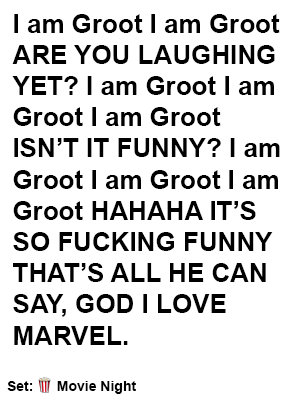 I am Groot I am Groot
ARE YOU LAUGHING
YET? I am Groot I am
Groot I am Groot
ISN’T IT FUNNY? I am
Groot I am Groot I am
Groot HAHAHA IT’S
SO FUCKING FUNNY
THAT’S ALL HE CAN
SAY, GOD I LOVE
MARVEL.
Set: 🍿 Movie Night